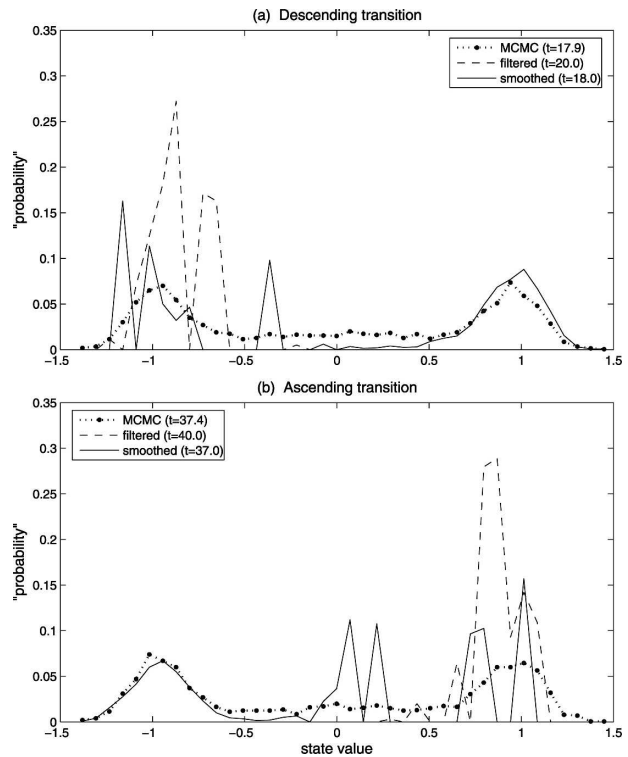 (a) Descending transition
0.35
0.3
0.25
0.2
0.15
0.1
0.05
0
"probability"
MCMC (t=17.9)
filtered (t=20.0)
smoothed (t=18.0)
−1.5
−1
−0.5
0
0.5
1
1.5
(b) Ascending transition
0.35
0.3
0.25
0.2
0.15
0.1
0.05
0
"probability"
MCMC (t=37.4)
filtered (t=40.0)
smoothed (t=37.0)
−1.5
−1
−0.5
0
0.5
1
1.5
state value